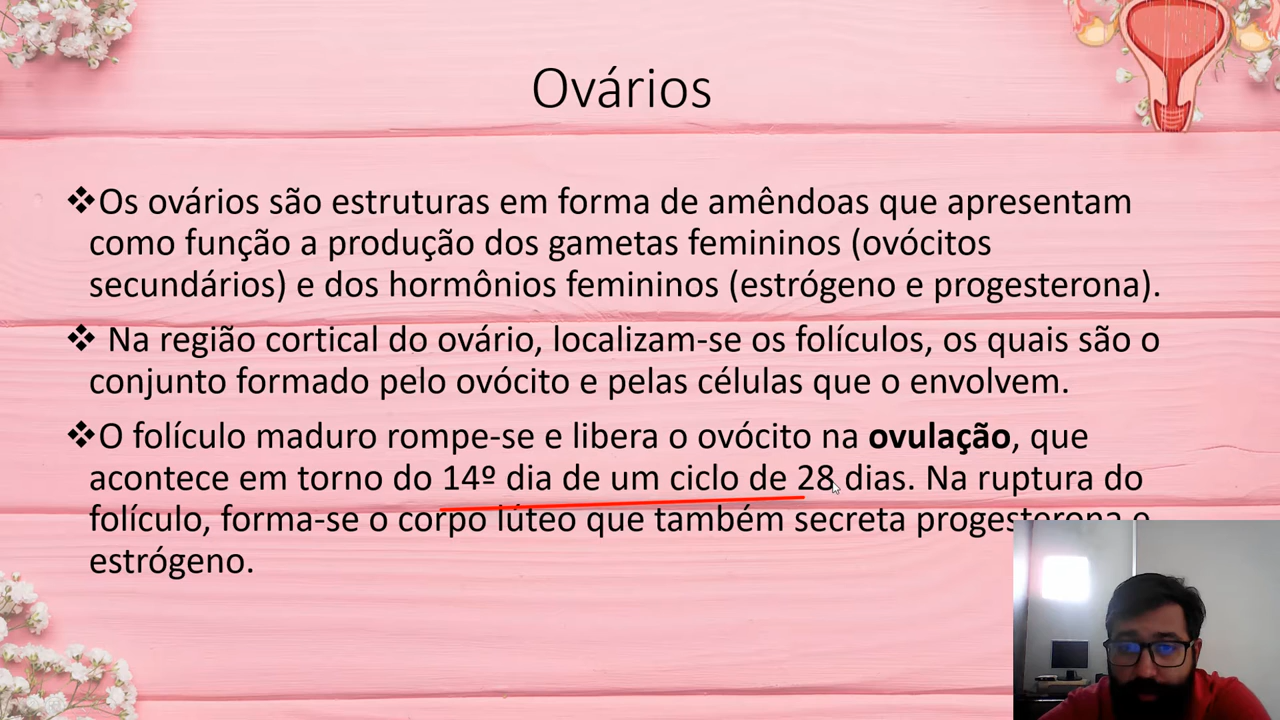 Ovários
❖Os ovários são estruturas em forma de amêndoas que apresentam
como função a produção dos gametas femininos (ovócitos
secundários) e dos hormônios femininos (estrógeno e progesterona).
❖ Na região cortical do ovário, localizam-se os folículos, os quais são o
conjunto formado pelo ovócito e pelas células que o envolvem.
❖O folículo maduro rompe-se e libera o ovócito na ovulação, que
acontece em torno do 14º dia de um ciclo de 28 dias. Na ruptura do
folículo, forma-se o corpo lúteo que também secreta progesterona e
estrógeno.